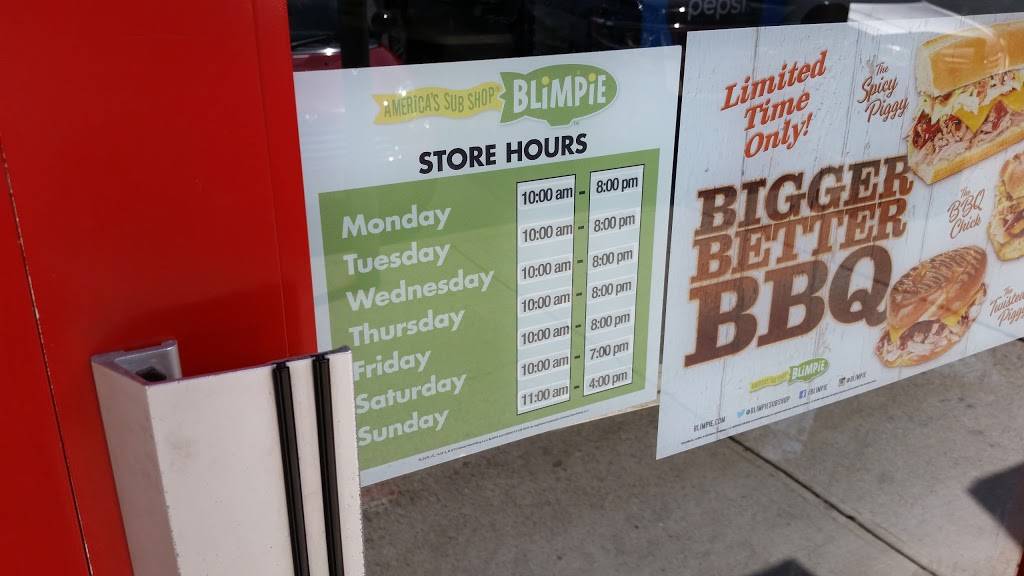 pepsi
AMERICA'S SUB SHOP BLiMPiE
STORE HOURS
Monday 10:00 am - 8:00 pm
Tuesday 10:00 am - 8:00 pm
Wednesday 10:00 am - 8:00 pm
Thursday 10:00 am - 8:00 pm
Friday 10:00 am - 8:00 pm
Saturday 10:00 am - 7:00 pm
Sunday 11:00 am - 4:00 pm
Limited
Time
Only!
The
Spicy
Piggy
BIGGER
BETTER
BBQ
The
BBQ
Chick
The
Twisted
Piggy
BLiMPiE
BLIMPIE.COM